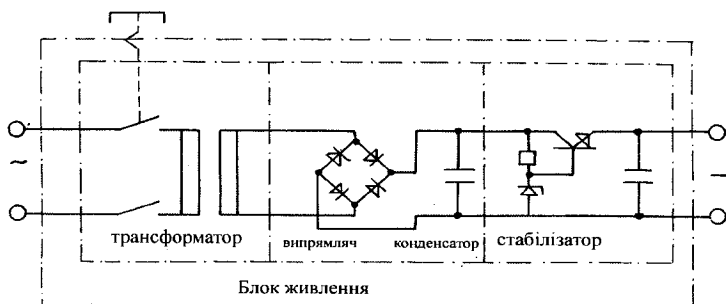 трансформатор
випрямляч
конденсатор
стабілізатор
Блок живлення